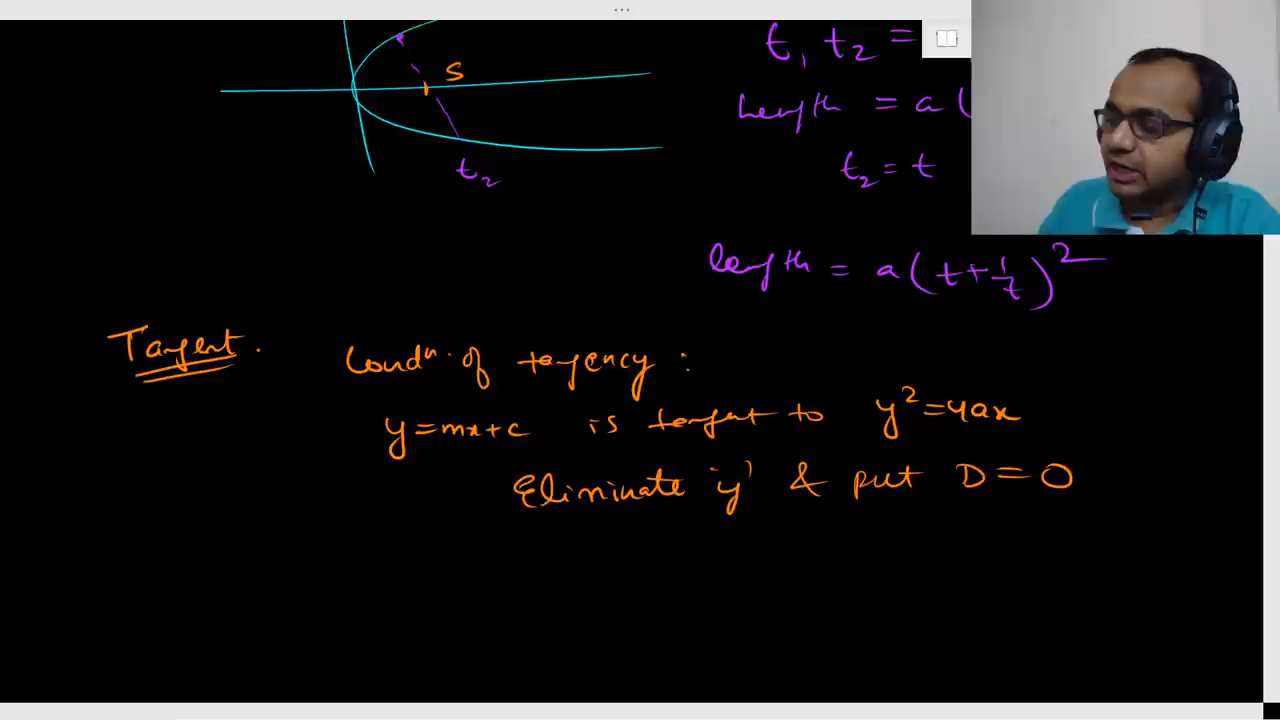 S
t₂
t₁ t₂ =
length = a (
t₂ = t
length = a(t+1/t)²
Tangent.
Condⁿ. of tangency :
y=mx+c is tangent to y²=4ax
Eliminate 'y' & put D=0